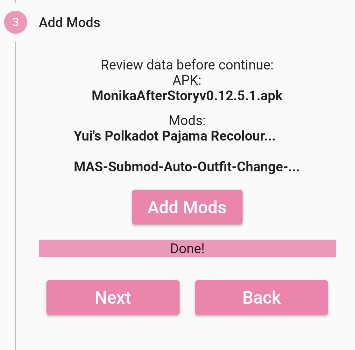 3 Add Mods
Review data before continue:
APK:
MonikaAfterStoryv0.12.5.1.apk
Mods:
Yui's Polkadot Pajama Recolour...
MAS-Submod-Auto-Outfit-Change-...
Add Mods
Done!
Next Back